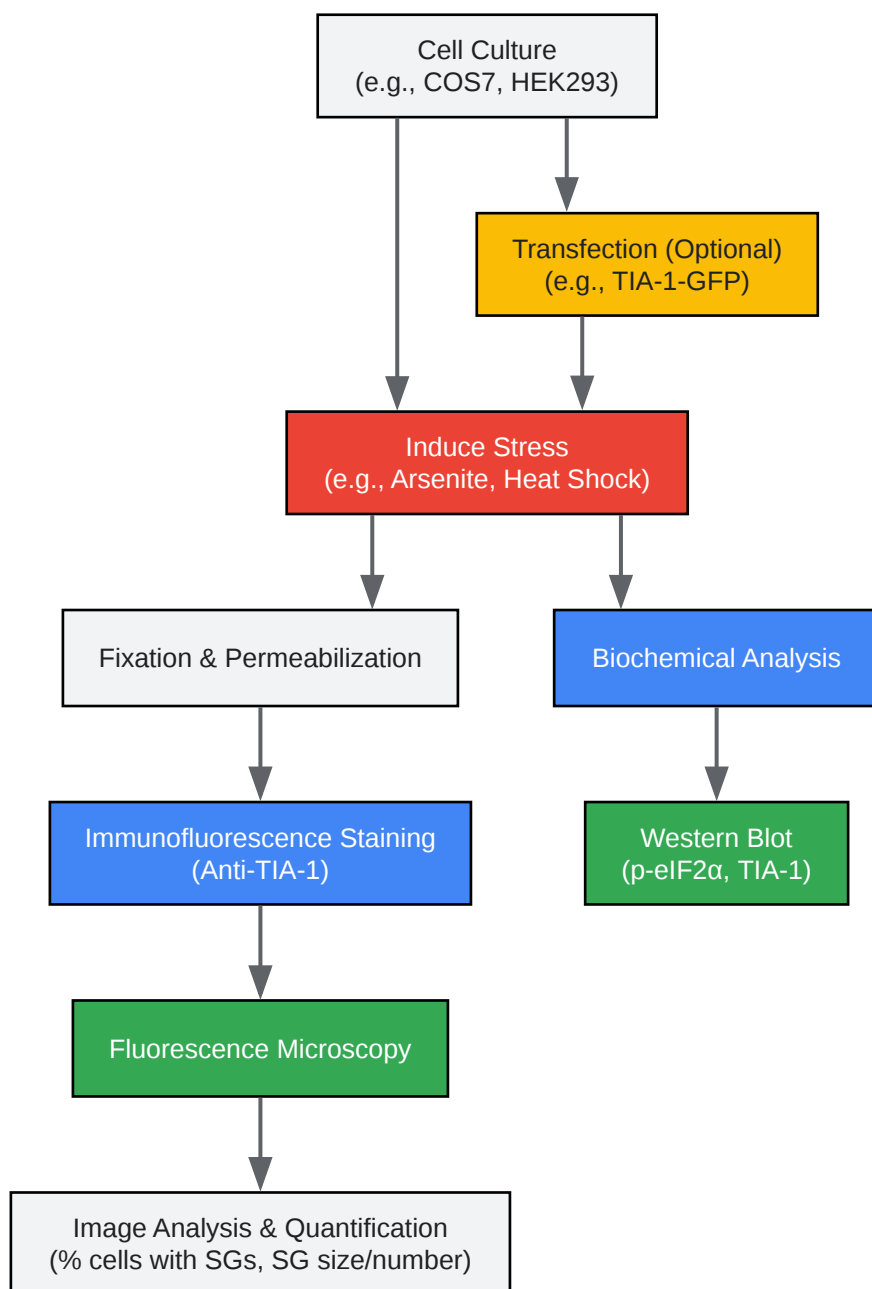 Cell Culture
(e.g., COS7, HEK293)
Transfection (Optional)
(e.g., TIA-1-GFP)
Induce Stress
(e.g., Arsenite, Heat Shock)
Fixation & Permeabilization
Biochemical Analysis
Immunofluorescence Staining
(Anti-TIA-1)
Western Blot
(p-eIF2α, TIA-1)
Fluorescence Microscopy
Image Analysis & Quantification
(% cells with SGs, SG size/number)